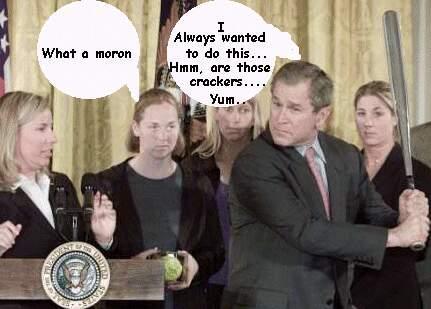 What a moron
I
Always wanted
to do this...
Hmm, are those
crackers....
Yum..